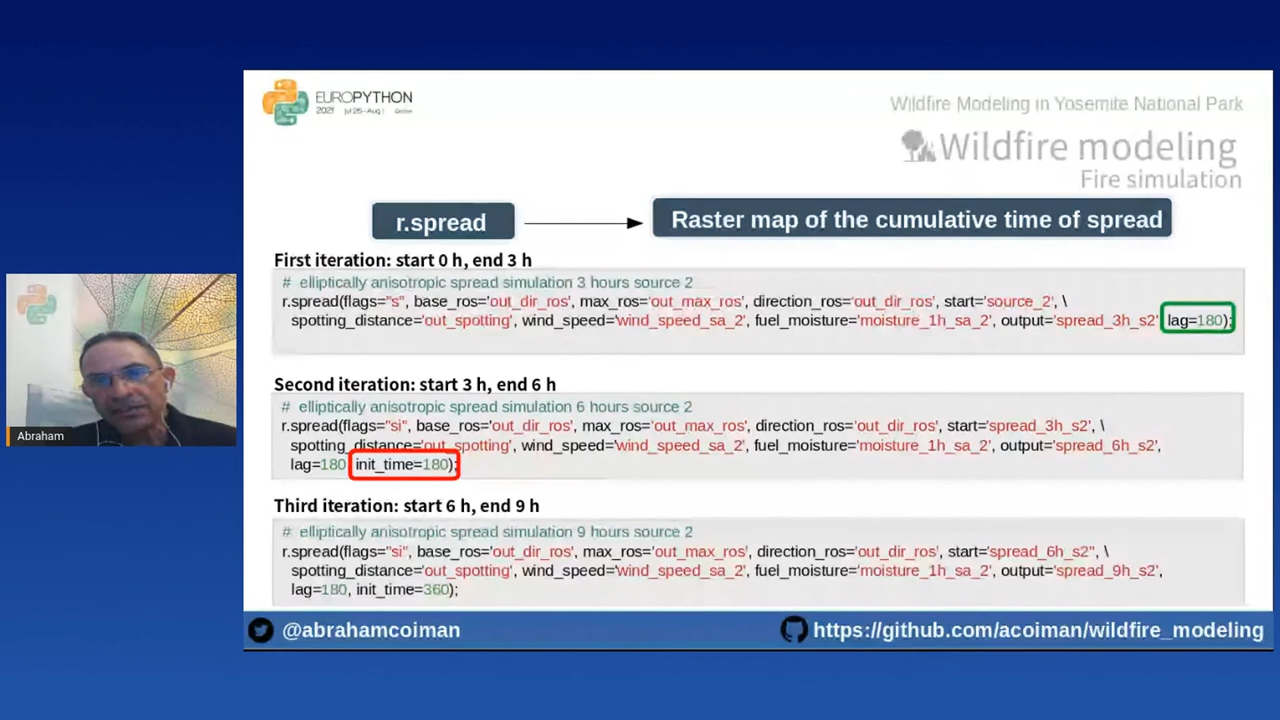 EUROPYTHON
2021 Jul 26-Aug 1 Online
Wildfire Modeling in Yosemite National Park
Wildfire modeling
Fire simulation
r.spread
Raster map of the cumulative time of spread
First iteration: start 0 h, end 3 h
# elliptically anisotropic spread simulation 3 hours source 2
r.spread(flags="s", base_ros='out_dir_ros', max_ros='out_max_ros', direction_ros='out_dir_ros', start='source_2', \
spotting_distance='out_spotting', wind_speed='wind_speed_sa_2', fuel_moisture='moisture_1h_sa_2', output='spread_3h_s2' lag=180);
Second iteration: start 3 h, end 6 h
# elliptically anisotropic spread simulation 6 hours source 2
r.spread(flags="si", base_ros='out_dir_ros', max_ros='out_max_ros', direction_ros='out_dir_ros', start='spread_3h_s2', \
spotting_distance='out_spotting', wind_speed='wind_speed_sa_2', fuel_moisture='moisture_1h_sa_2', output='spread_6h_s2',
lag=180 init_time=180);
Third iteration: start 6 h, end 9 h
# elliptically anisotropic spread simulation 9 hours source 2
r.spread(flags="si", base_ros='out_dir_ros', max_ros='out_max_ros', direction_ros='out_dir_ros', start='spread_6h_s2", \
spotting_distance='out_spotting', wind_speed='wind_speed_sa_2', fuel_moisture='moisture_1h_sa_2', output='spread_9h_s2',
lag=180, init_time=360);
Abraham
@abrahamcoiman
https://github.com/acoiman/wildfire_modeling